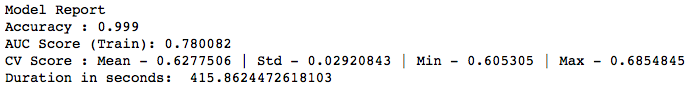 Model Report
Accuracy : 0.999
AUC Score (Train): 0.780082
CV Score : Mean - 0.6277506 | Std - 0.02920843 | Min - 0.605305 | Max - 0.6854845
Duration in seconds:  415.8624472618103